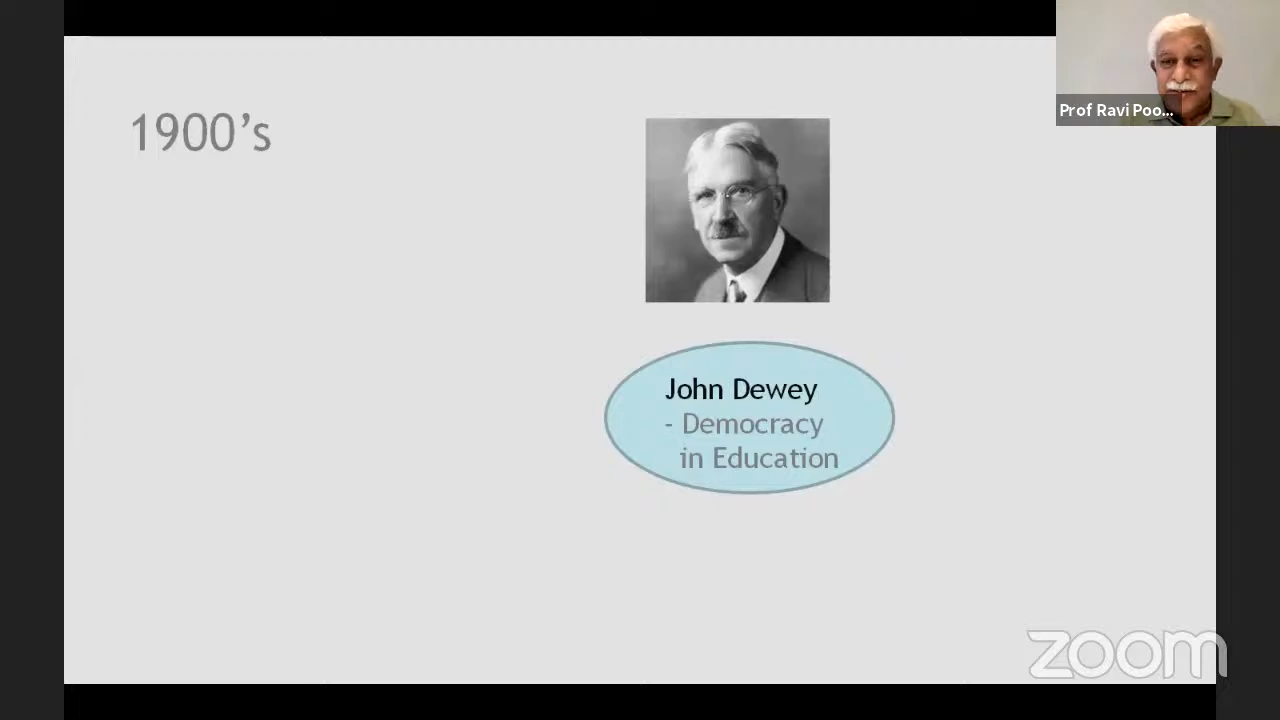 1900's
Prof Ravi Poo...
John Dewey
- Democracy
in Education
zoom